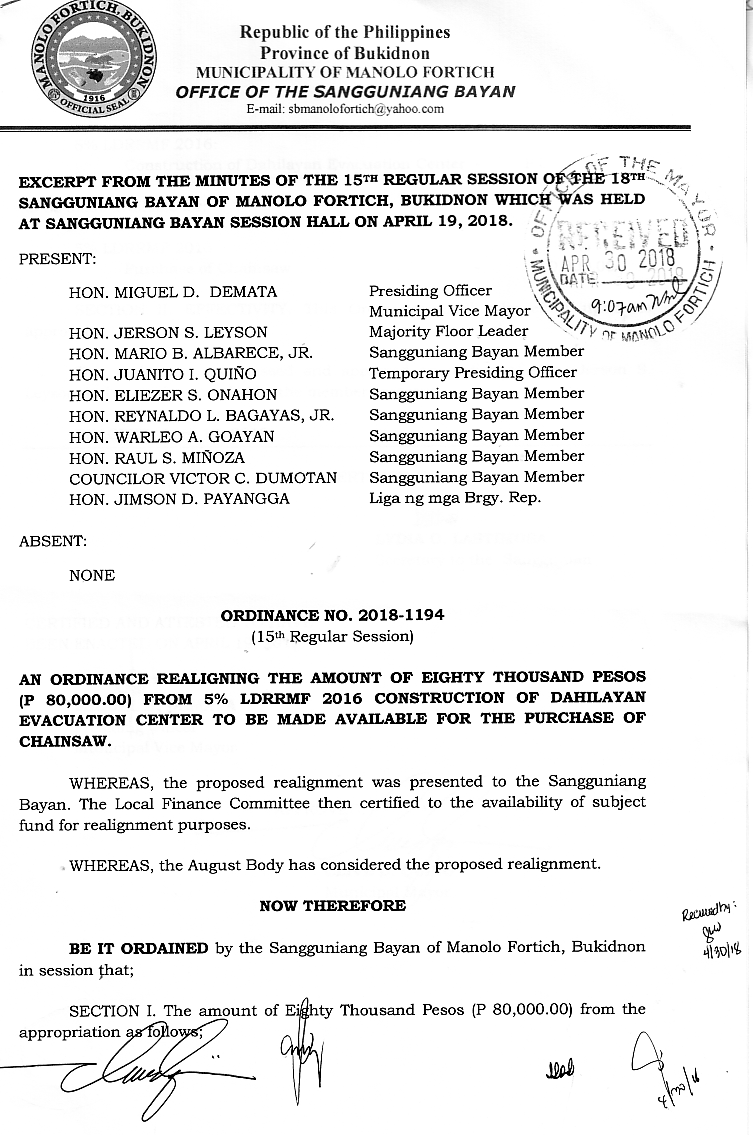 MANOLO FORTICH, BUKIDNON
1916
OFFICIAL SEAL
Republic of the Philippines
Province of Bukidnon
MUNICIPALITY OF MANOLO FORTICH
OFFICE OF THE SANGGUNIANG BAYAN
E-mail: sbmanolofortich@yahoo.com
EXCERPT FROM THE MINUTES OF THE 15TH REGULAR SESSION OF THE 18TH
SANGGUNIANG BAYAN OF MANOLO FORTICH, BUKIDNON WHICH WAS HELD
AT SANGGUNIANG BAYAN SESSION HALL ON APRIL 19, 2018.
OFFICE OF THE MAYOR
RECEIVED
APR 30 2018
DATE
9:07am
MUNICIPALITY OF MANOLO FORTICH
PRESENT:
HON. MIGUEL D. DEMATA Presiding Officer
Municipal Vice Mayor
HON. JERSON S. LEYSON Majority Floor Leader
HON. MARIO B. ALBARECE, JR. Sangguniang Bayan Member
HON. JUANITO I. QUIÑO Temporary Presiding Officer
HON. ELIEZER S. ONAHON Sangguniang Bayan Member
HON. REYNALDO L. BAGAYAS, JR. Sangguniang Bayan Member
HON. WARLEO A. GOAYAN Sangguniang Bayan Member
HON. RAUL S. MIÑOZA Sangguniang Bayan Member
COUNCILOR VICTOR C. DUMOTAN Sangguniang Bayan Member
HON. JIMSON D. PAYANGGA Liga ng mga Brgy. Rep.
ABSENT:
NONE
ORDINANCE NO. 2018-1194
(15th Regular Session)
AN ORDINANCE REALIGNING THE AMOUNT OF EIGHTY THOUSAND PESOS
(P 80,000.00) FROM 5% LDRRMF 2016 CONSTRUCTION OF DAHILAYAN
EVACUATION CENTER TO BE MADE AVAILABLE FOR THE PURCHASE OF
CHAINSAW.
WHEREAS, the proposed realignment was presented to the Sangguniang
Bayan. The Local Finance Committee then certified to the availability of subject
fund for realignment purposes.
WHEREAS, the August Body has considered the proposed realignment.
NOW THEREFORE
Received by:
4/30/18
BE IT ORDAINED by the Sangguniang Bayan of Manolo Fortich, Bukidnon
in session that;
SECTION I. The amount of Eighty Thousand Pesos (P 80,000.00) from the
appropriation as follows;